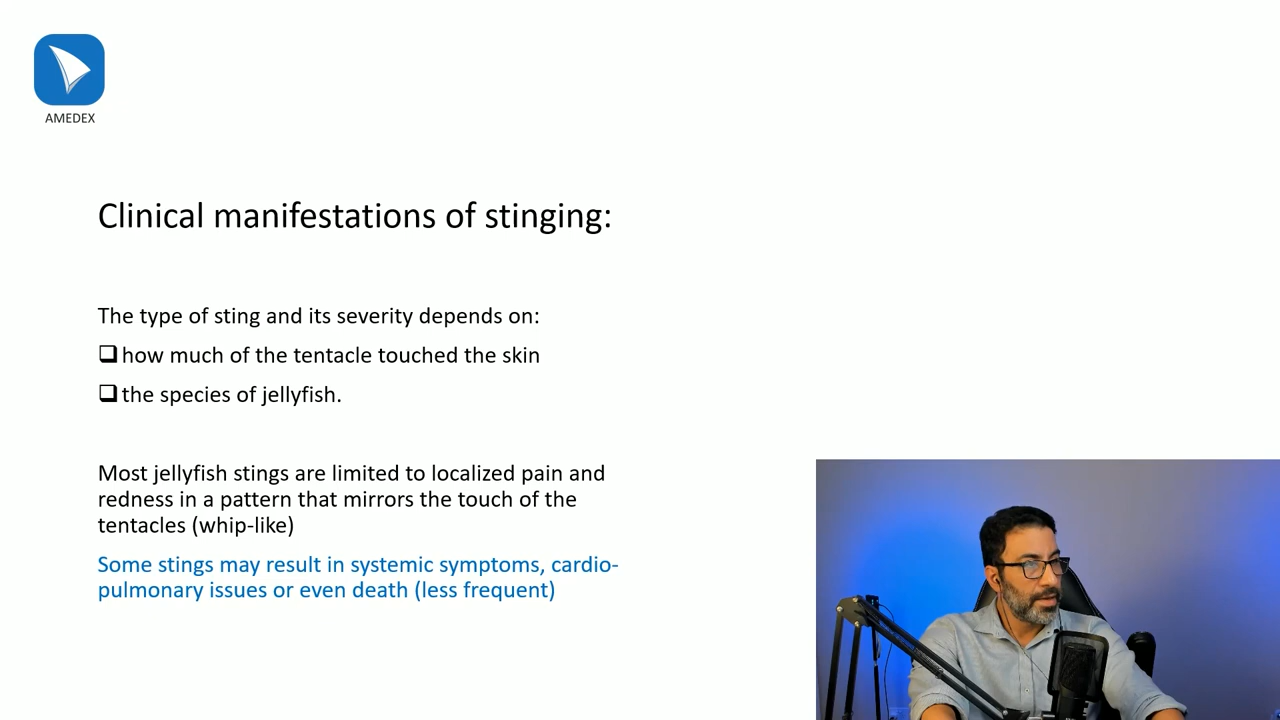 AMEDEX
Clinical manifestations of stinging:
The type of sting and its severity depends on:
❑ how much of the tentacle touched the skin
❑ the species of jellyfish.
Most jellyfish stings are limited to localized pain and
redness in a pattern that mirrors the touch of the
tentacles (whip-like)
Some stings may result in systemic symptoms, cardio-
pulmonary issues or even death (less frequent)